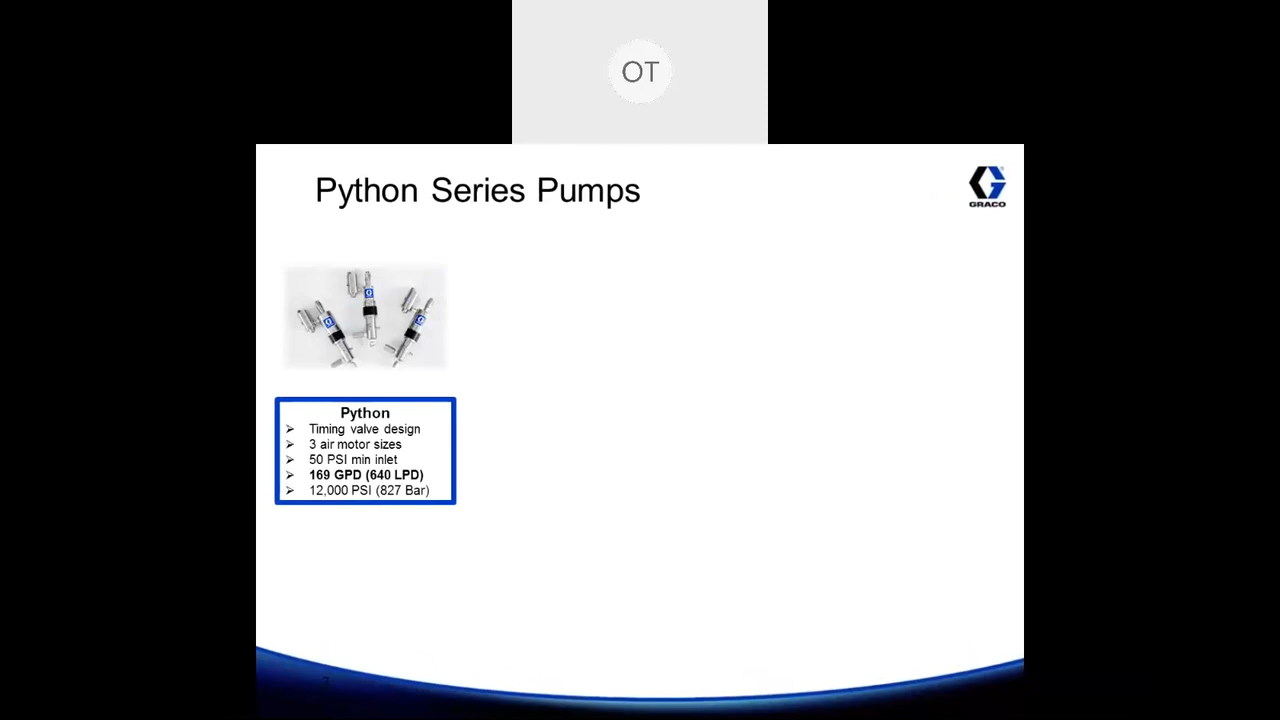 OT
Python Series Pumps
GRACO
Python
➢ Timing valve design
➢ 3 air motor sizes
➢ 50 PSI min inlet
➢ 169 GPD (640 LPD)
➢ 12,000 PSI (827 Bar)